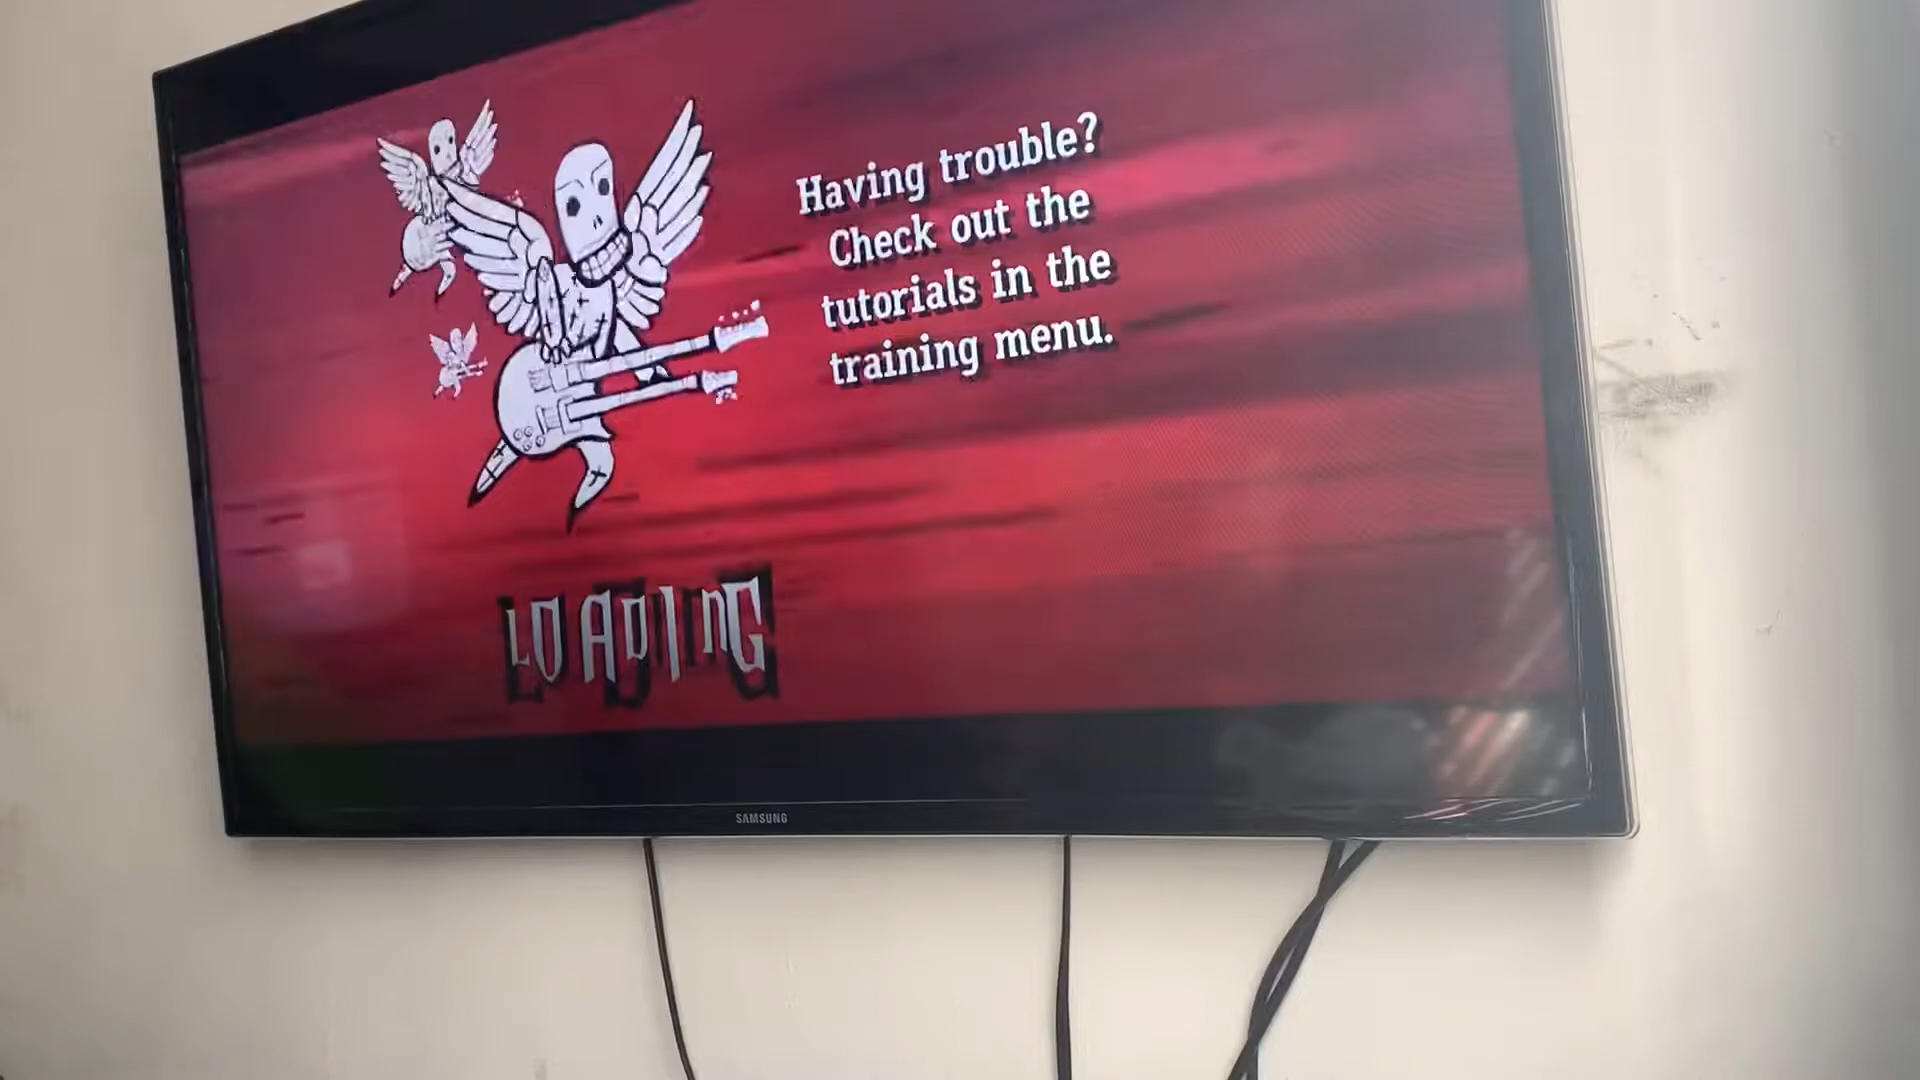 Having trouble?
Check out the
tutorials in the
training menu.
LOADING
SAMSUNG